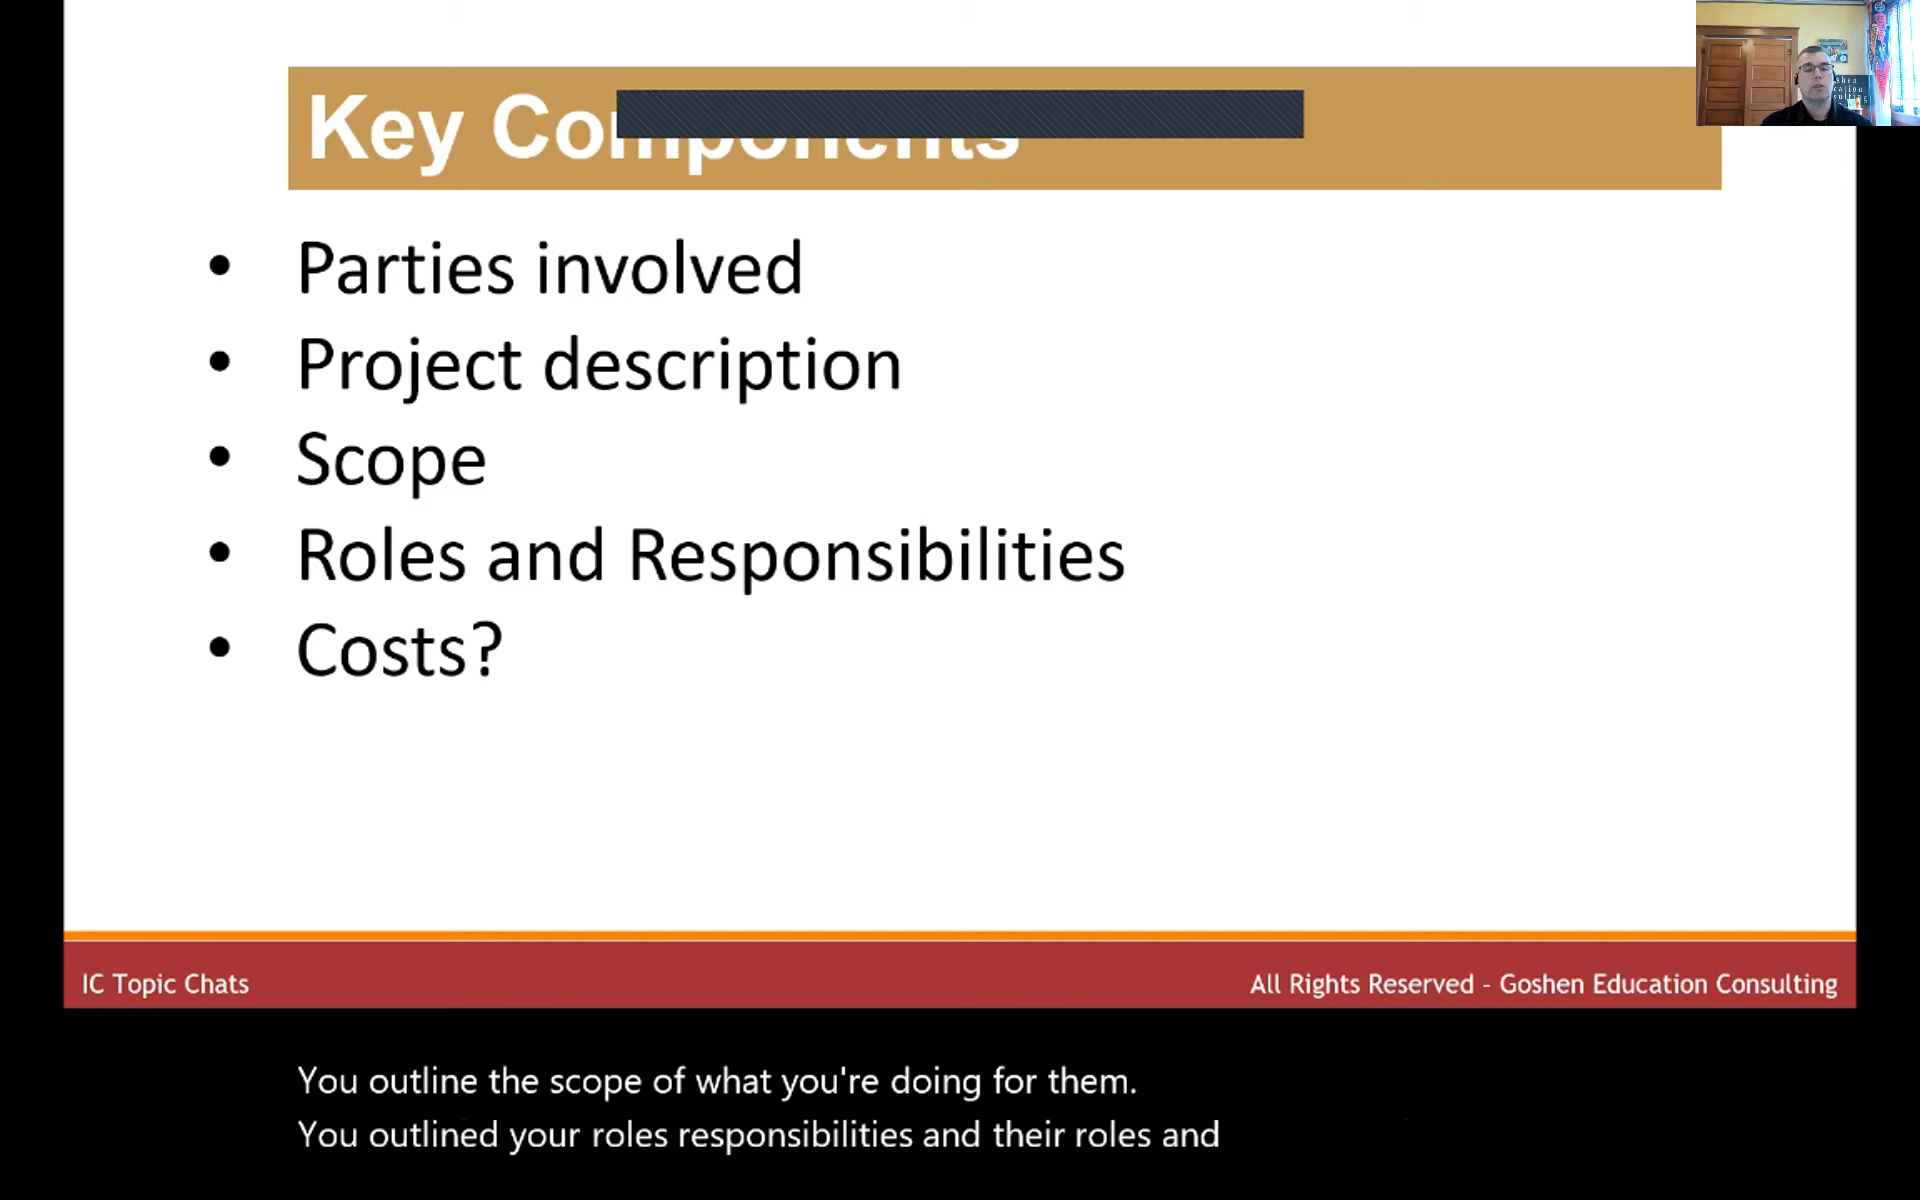 Key Components
• Parties involved
• Project description
• Scope
• Roles and Responsibilities
• Costs?
IC Topic Chats
All Rights Reserved - Goshen Education Consulting
You outline the scope of what you're doing for them.
You outlined your roles responsibilities and their roles and